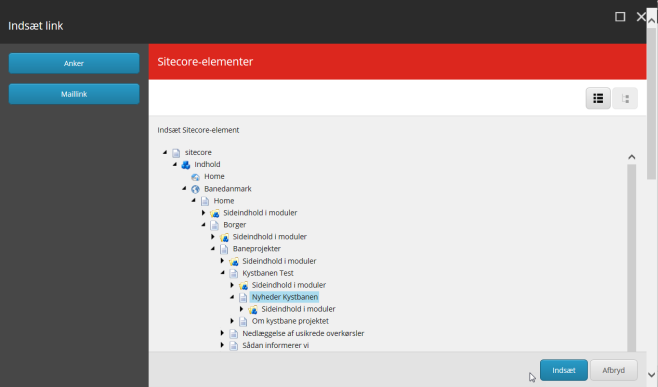 Indsæt link
Anker
Maillink
Sitecore-elementer
Indsæt Sitecore-element
sitecore
Indhold
Home
Banedanmark
Home
Sideindhold i moduler
Borger
Sideindhold i moduler
Baneprojekter
Sideindhold i moduler
Kystbanen Test
Sideindhold i moduler
Nyheder Kystbanen
Sideindhold i moduler
Om kystbane projektet
Nedlæggelse af usikrede overkørsler
Sådan informerer vi
Indsæt
Afbryd